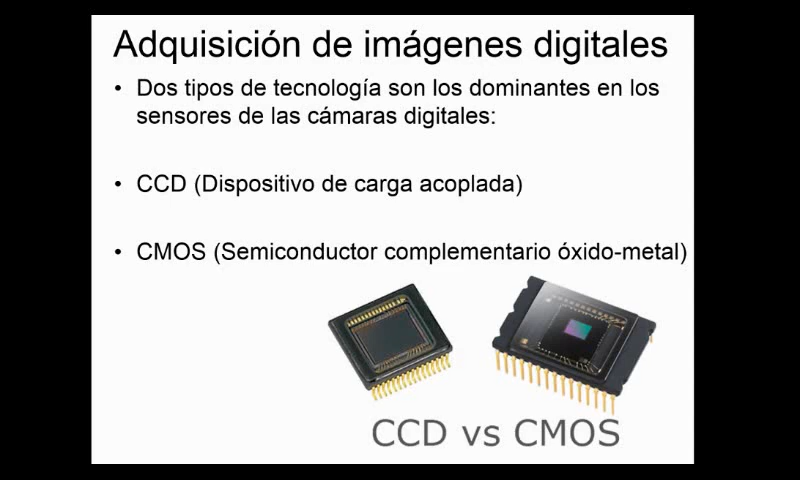 Adquisición de imágenes digitales
• Dos tipos de tecnología son los dominantes en los
sensores de las cámaras digitales:
• CCD (Dispositivo de carga acoplada)
• CMOS (Semiconductor complementario óxido-metal)
CCD vs CMOS